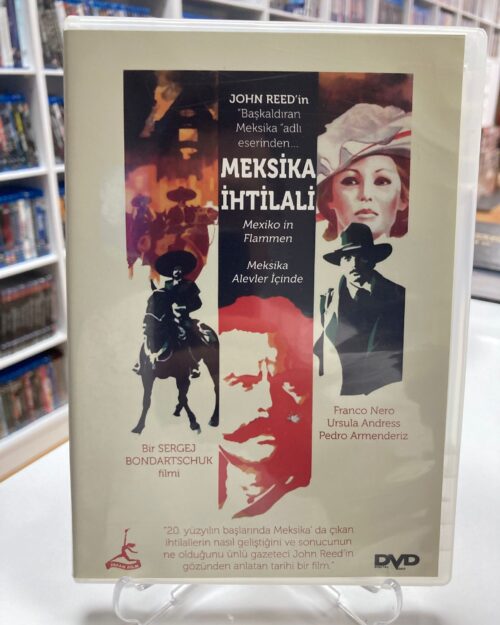 JOHN REED'in
"Başkaldıran
Meksika "adlı
eserinden...
MEKSİKA
İHTİLALİ
Mexiko in
Flammen
Meksika
Alevler İçinde
Franco Nero
Ursula Andress
Pedro Armenderiz
Bir SERGEJ
BONDARTSCHUK
filmi
"20. yüzyılın başlarında Meksika' da çıkan
ihtilallerin nasıl geliştiğini ve sonucunun
ne olduğunu ünlü gazeteci John Reed'in
gözünden anlatan tarihi bir film."
DVD